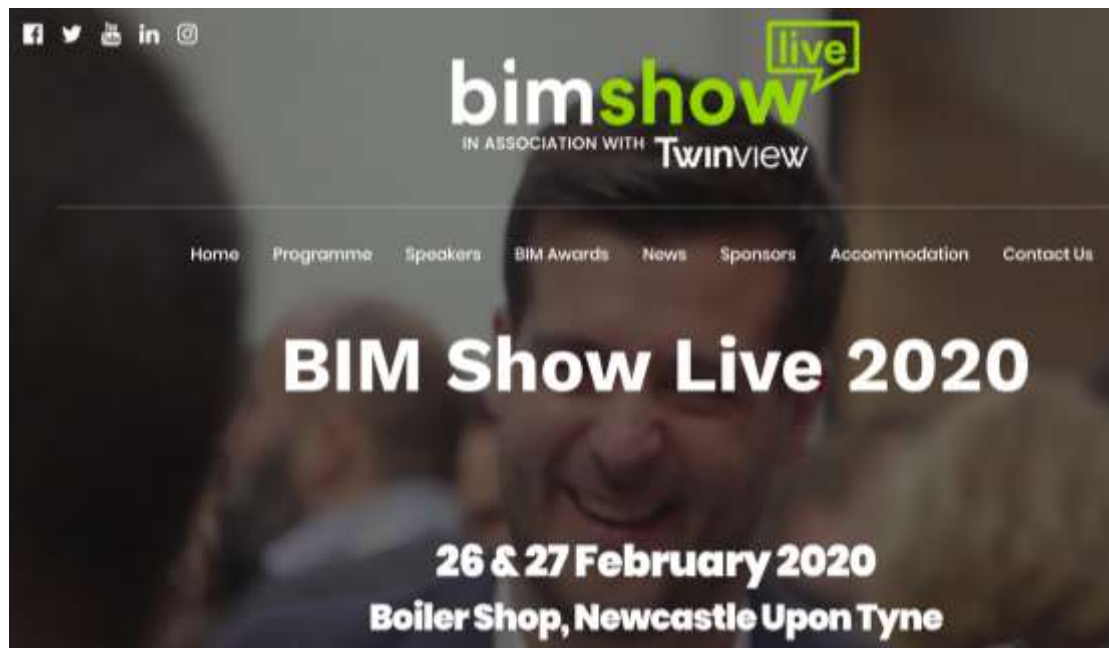 live
bimshow
IN ASSOCIATION WITH Twinview
Home Programme Speakers BIM Awards News Sponsors Accommodation Contact Us
BIM Show Live 2020
26 & 27 February 2020
Boiler Shop, Newcastle Upon Tyne